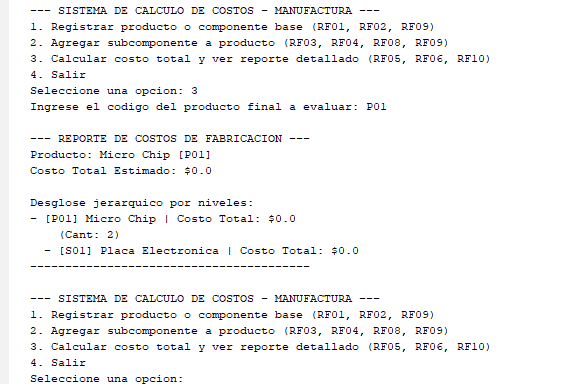 --- SISTEMA DE CALCULO DE COSTOS - MANUFACTURA ---
1. Registrar producto o componente base (RF01, RF02, RF09)
2. Agregar subcomponente a producto (RF03, RF04, RF08, RF09)
3. Calcular costo total y ver reporte detallado (RF05, RF06, RF10)
4. Salir
Seleccione una opcion: 3
Ingrese el codigo del producto final a evaluar: P01

--- REPORTE DE COSTOS DE FABRICACION ---
Producto: Micro Chip [P01]
Costo Total Estimado: $0.0

Desglose jerarquico por niveles:
- [P01] Micro Chip | Costo Total: $0.0
    (Cant: 2)
  - [S01] Placa Electronica | Costo Total: $0.0
----------------------------------------

--- SISTEMA DE CALCULO DE COSTOS - MANUFACTURA ---
1. Registrar producto o componente base (RF01, RF02, RF09)
2. Agregar subcomponente a producto (RF03, RF04, RF08, RF09)
3. Calcular costo total y ver reporte detallado (RF05, RF06, RF10)
4. Salir
Seleccione una opcion: